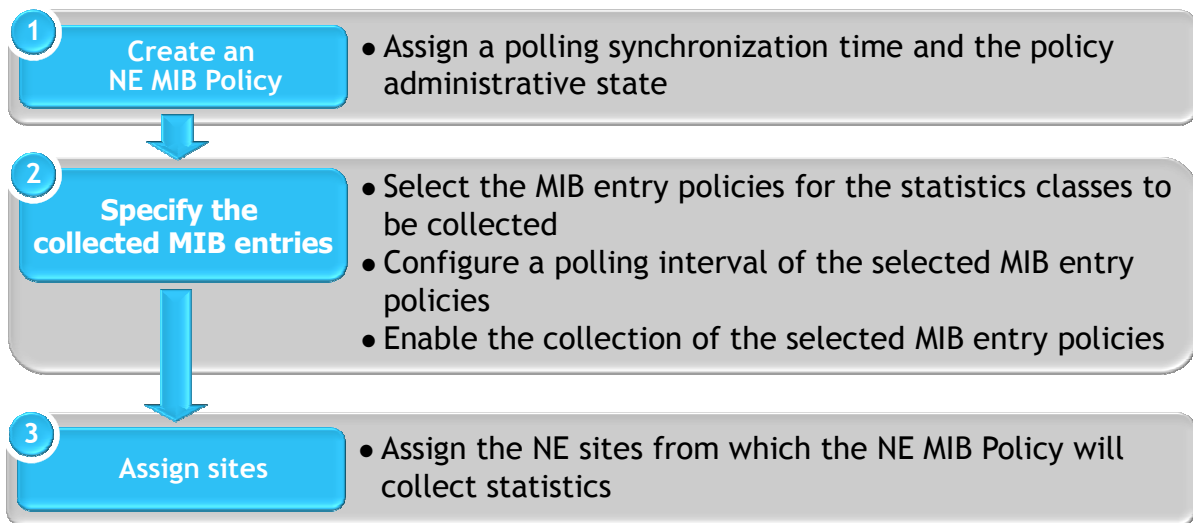 1
Create an
NE MIB Policy
● Assign a polling synchronization time and the policy
administrative state
2
Specify the
collected MIB entries
● Select the MIB entry policies for the statistics classes to
be collected
● Configure a polling interval of the selected MIB entry
policies
● Enable the collection of the selected MIB entry policies
3
Assign sites
● Assign the NE sites from which the NE MIB Policy will
collect statistics